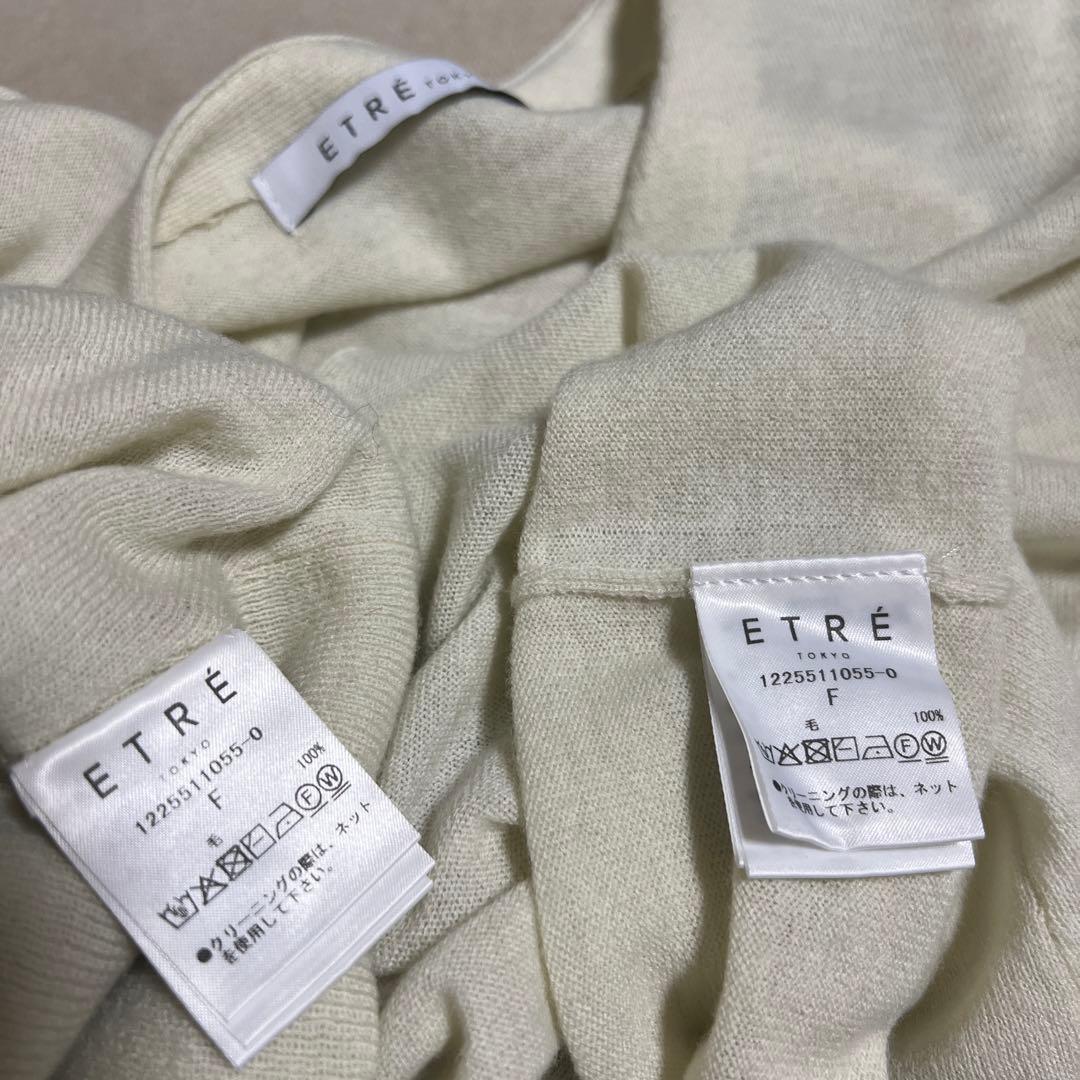 ETRÉ TOKYO
ETRÉ
TOKYO
1225511055-0
F
毛 100%
●クリーニングの際は、ネット
を使用して下さい。
ETRÉ
TOKYO
1225511055-0
F
毛 100%
●クリーニングの際は、ネット
を使用して下さい。